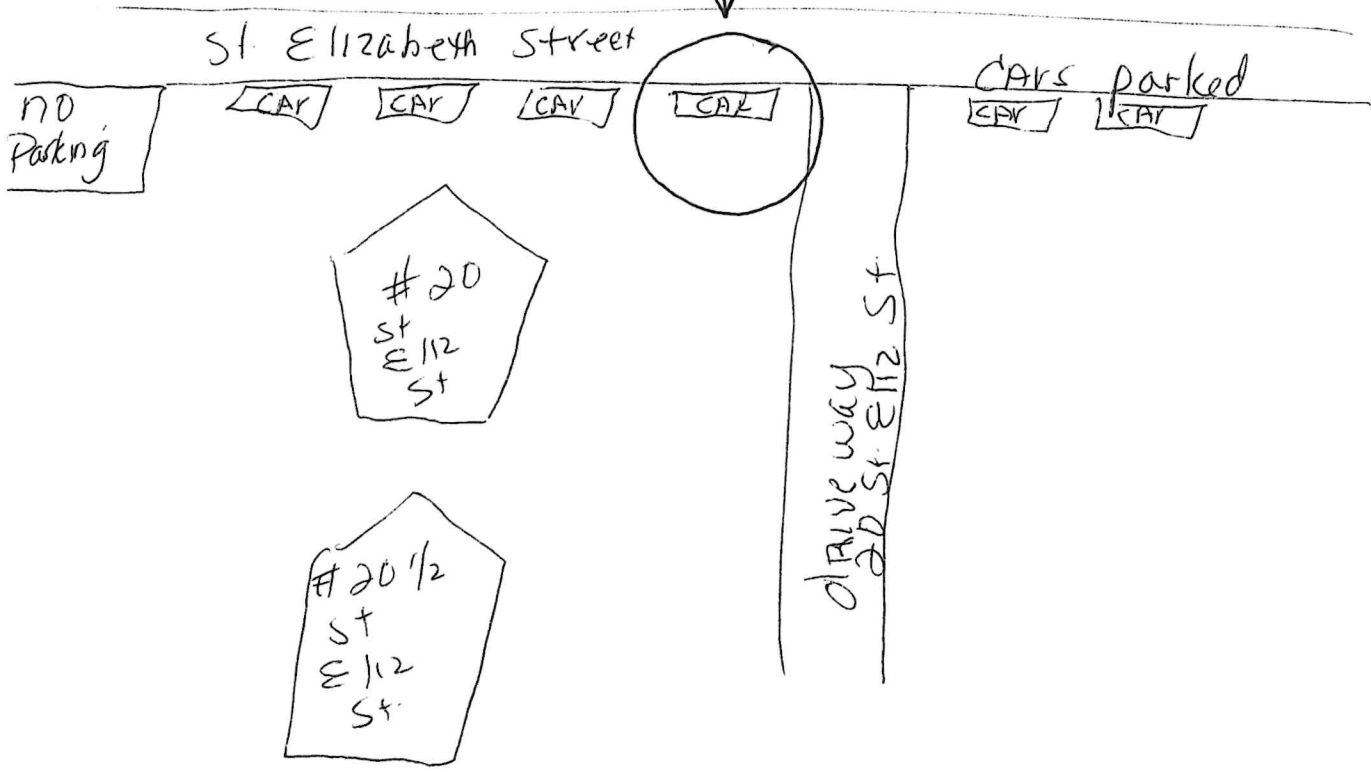 St. Elizabeth Street
Cars parked
no
Parking
CAr
CAr
CAr
CAR
CAr
CAr
# 20
St
Eliz
St
# 20 1/2
St
Eliz
St.
driveway
20 St. Eliz St